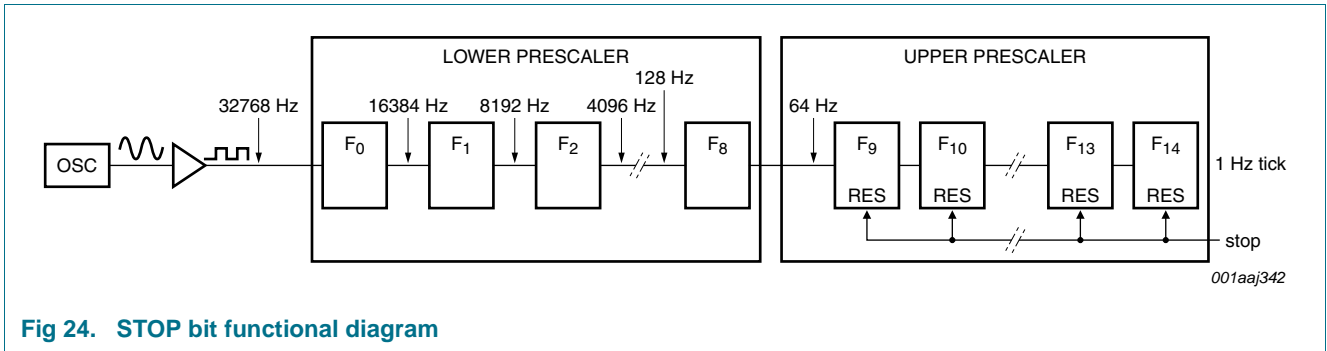 LOWER PRESCALER
UPPER PRESCALER
128 Hz
32768 Hz
16384 Hz
8192 Hz
4096 Hz
64 Hz
OSC
F0
F1
F2
F8
F9
F10
F13
F14
1 Hz tick
RES
RES
RES
RES
stop
001aaj342
Fig 24. STOP bit functional diagram